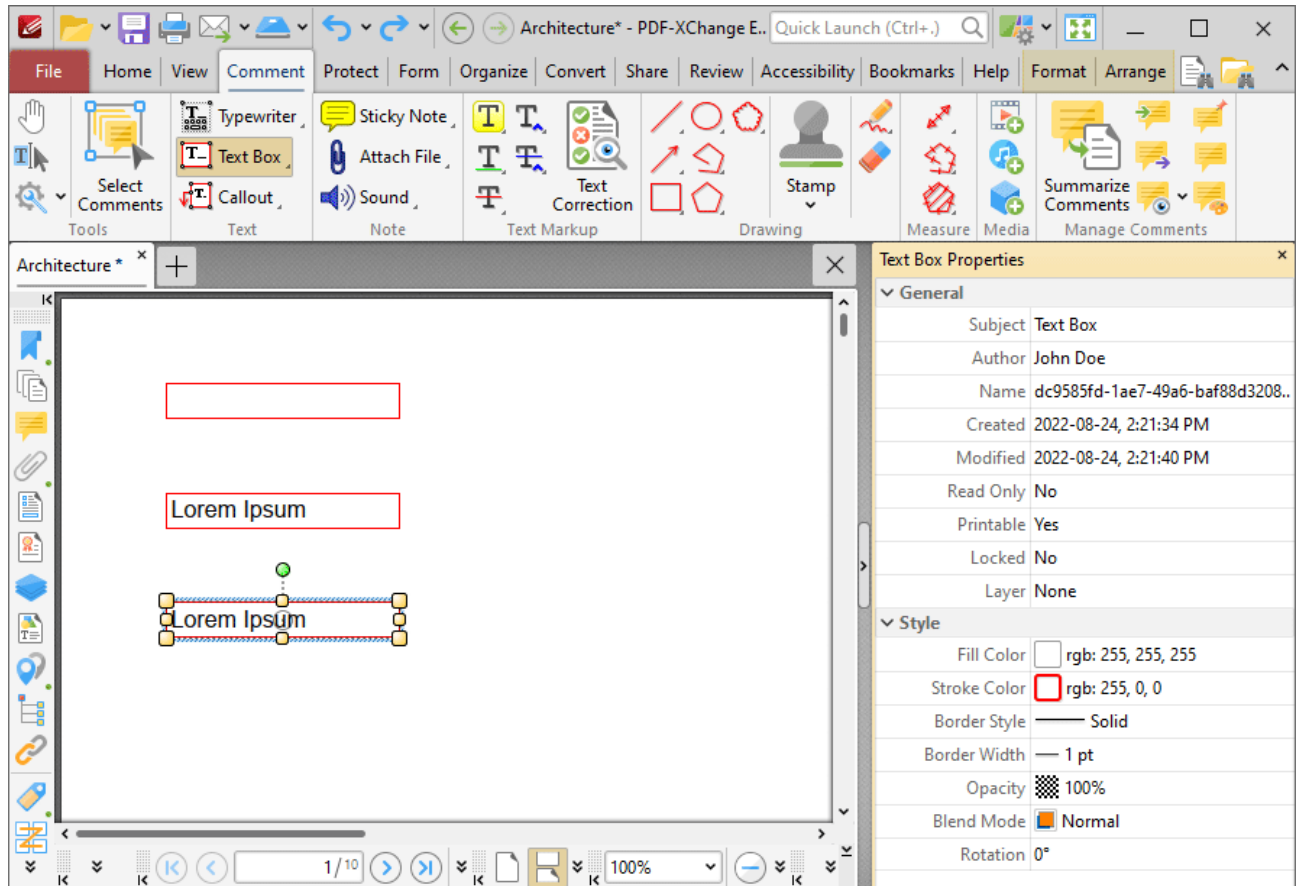 Architecture* - PDF-XChange E.. Quick Launch (Ctrl+.)
File Home View Comment Protect Form Organize Convert Share Review Accessibility Bookmarks Help Format Arrange
Typewriter
Text Box
Callout
Select
Comments
Sticky Note
Attach File
Sound
Text
Correction
Stamp
Summarize
Comments
Tools Text Note Text Markup Drawing Measure Media Manage Comments
Architecture *
Lorem Ipsum
Lorem Ipsum
1/10
100%
Text Box Properties
General
Subject Text Box
Author John Doe
Name dc9585fd-1ae7-49a6-baf88d3208..
Created 2022-08-24, 2:21:34 PM
Modified 2022-08-24, 2:21:40 PM
Read Only No
Printable Yes
Locked No
Layer None
Style
Fill Color rgb: 255, 255, 255
Stroke Color rgb: 255, 0, 0
Border Style Solid
Border Width 1 pt
Opacity 100%
Blend Mode Normal
Rotation 0°